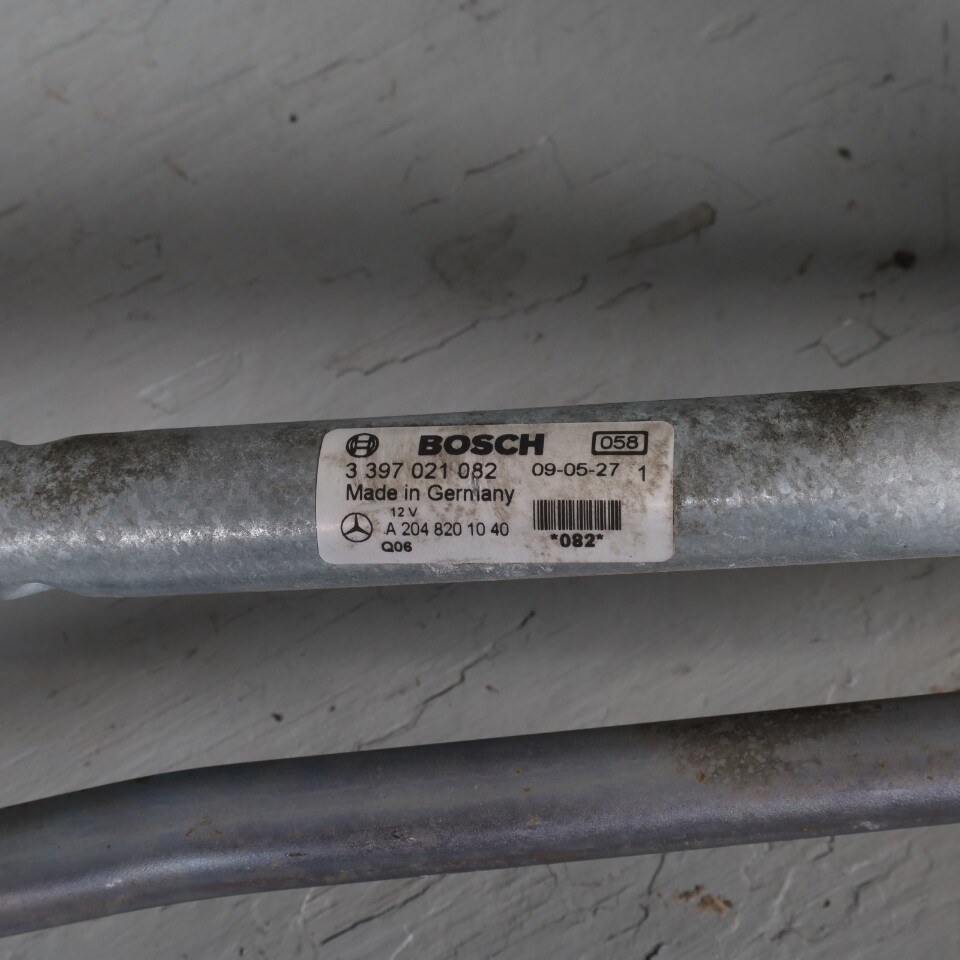 BOSCH 058
3 397 021 082 09-05-27 1
Made in Germany
12 V
A 204 820 10 40
*082*
Q06